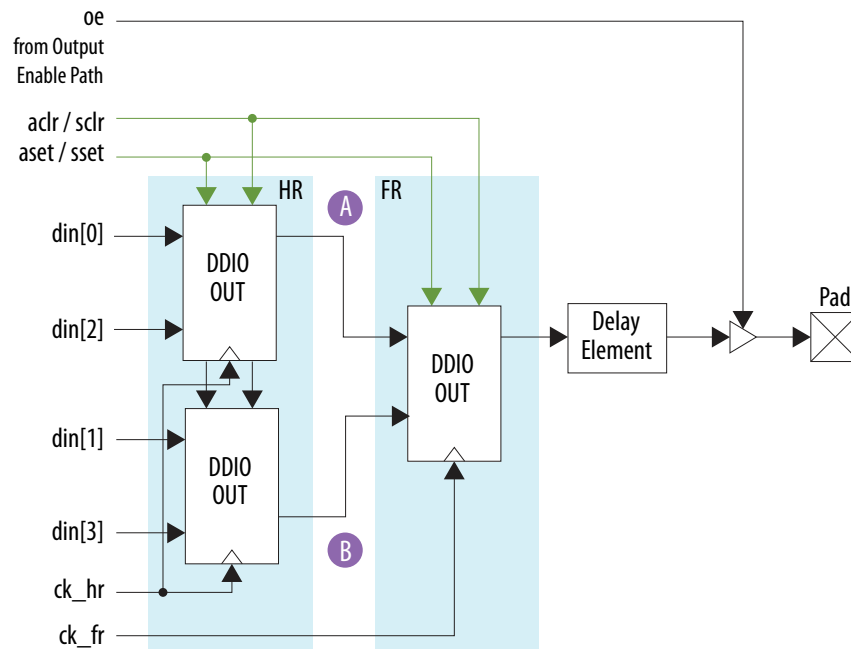 oe
from Output
Enable Path
aclr / sclr
aset / sset
HR
FR
A
din[0]
DDIO
OUT
din[2]
Delay
Element
Pad
DDIO
OUT
din[1]
DDIO
OUT
din[3]
B
ck_hr
ck_fr